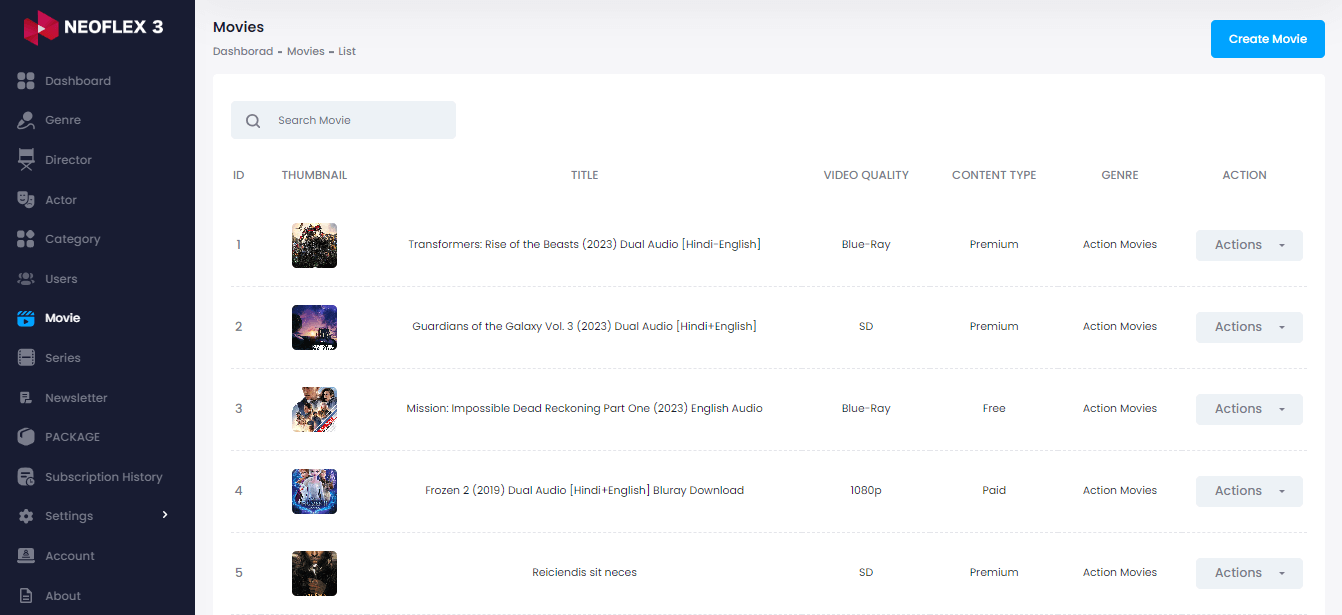 NEOFLEX 3
Dashboard
Genre
Director
Actor
Category
Users
Movie
Series
Newsletter
PACKAGE
Subscription History
Settings
Account
About
Movies
Dashborad - Movies - List
Create Movie
Search Movie
ID THUMBNAIL TITLE VIDEO QUALITY CONTENT TYPE GENRE ACTION
1 Transformers: Rise of the Beasts (2023) Dual Audio [Hindi-English] Blue-Ray Premium Action Movies Actions
2 Guardians of the Galaxy Vol. 3 (2023) Dual Audio [Hindi+English] SD Premium Action Movies Actions
3 Mission: Impossible Dead Reckoning Part One (2023) English Audio Blue-Ray Free Action Movies Actions
4 Frozen 2 (2019) Dual Audio [Hindi+English] Bluray Download 1080p Paid Action Movies Actions
5 Reiciendis sit neces SD Premium Action Movies Actions